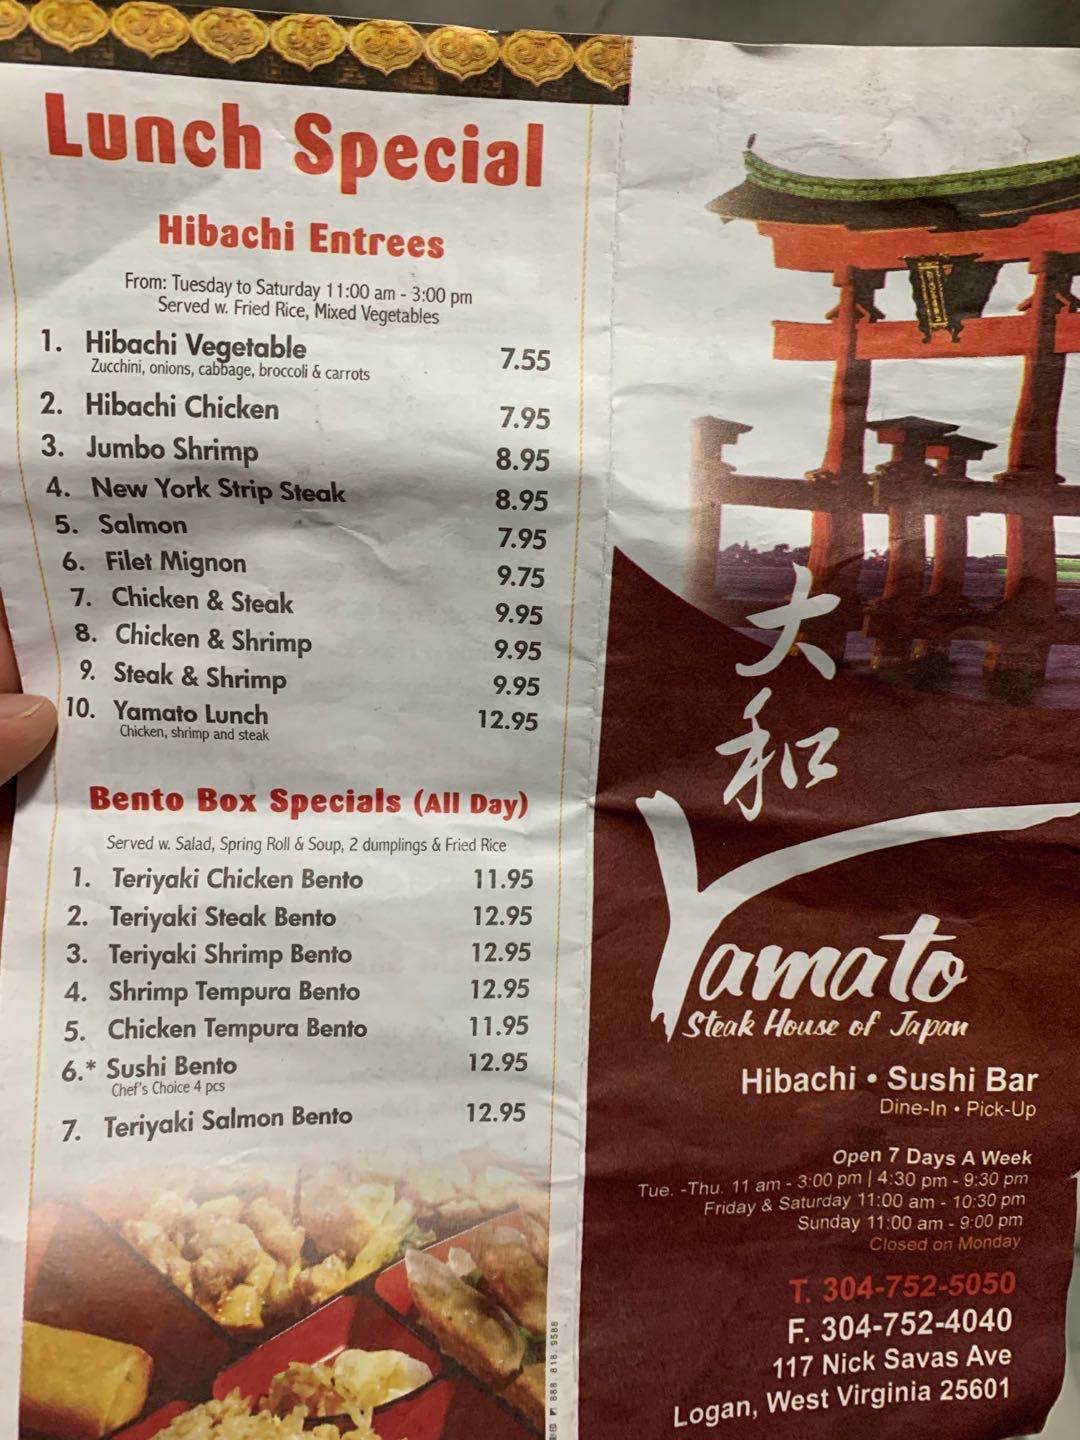 Lunch Special
Hibachi Entrees
From: Tuesday to Saturday 11:00 am - 3:00 pm
Served w. Fried Rice, Mixed Vegetables
1. Hibachi Vegetable 7.55
Zucchini, onions, cabbage, broccoli & carrots
2. Hibachi Chicken 7.95
3. Jumbo Shrimp 8.95
4. New York Strip Steak 8.95
5. Salmon 7.95
6. Filet Mignon 9.75
7. Chicken & Steak 9.95
8. Chicken & Shrimp 9.95
9. Steak & Shrimp 9.95
10. Yamato Lunch 12.95
Chicken, shrimp and steak
Bento Box Specials (All Day)
Served w. Salad, Spring Roll & Soup, 2 dumplings & Fried Rice
1. Teriyaki Chicken Bento 11.95
2. Teriyaki Steak Bento 12.95
3. Teriyaki Shrimp Bento 12.95
4. Shrimp Tempura Bento 12.95
5. Chicken Tempura Bento 11.95
6.* Sushi Bento 12.95
Chef's Choice 4 pcs
7. Teriyaki Salmon Bento 12.95
888.818.9588
大
和
Yamato
Steak House of Japan
Hibachi • Sushi Bar
Dine-In • Pick-Up
Open 7 Days A Week
Tue. -Thu. 11 am - 3:00 pm | 4:30 pm - 9:30 pm
Friday & Saturday 11:00 am - 10:30 pm
Sunday 11:00 am - 9:00 pm
Closed on Monday
T. 304-752-5050
F. 304-752-4040
117 Nick Savas Ave
Logan, West Virginia 25601